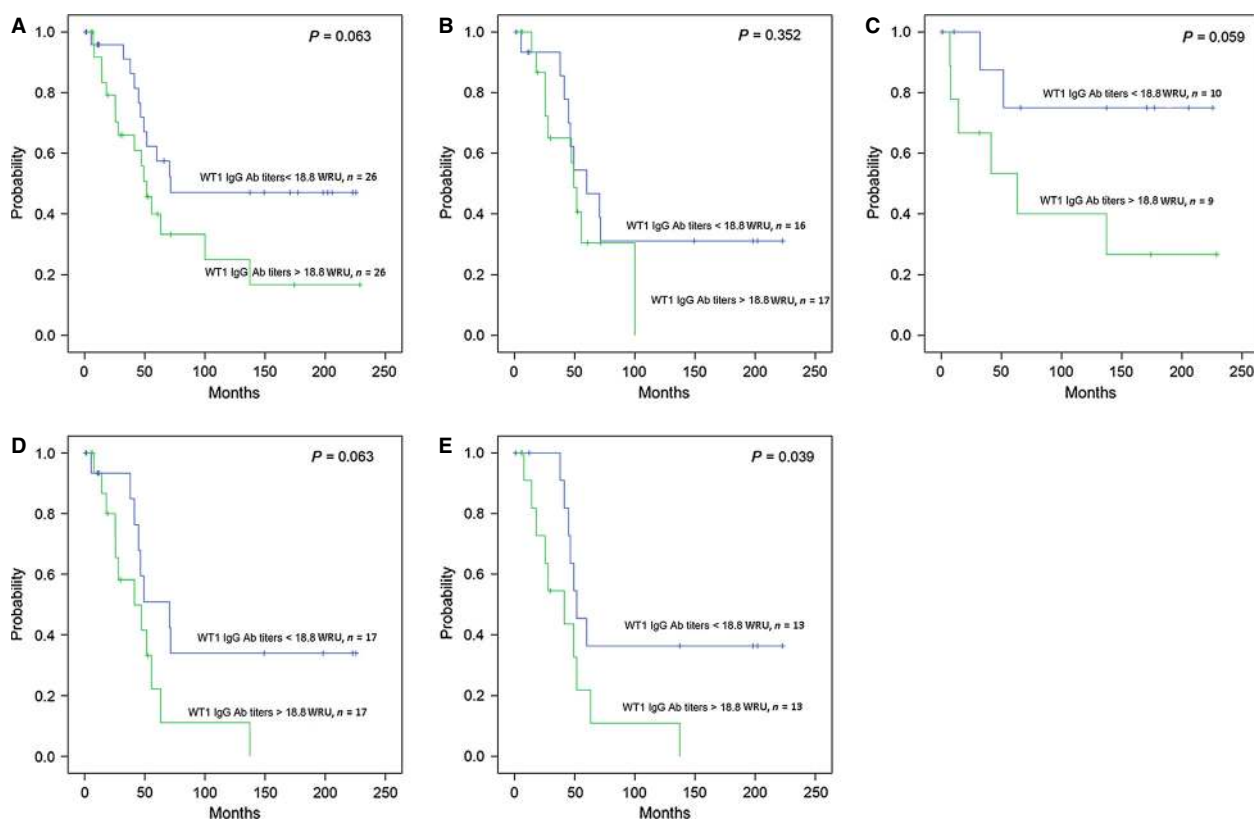 A
P = 0.063
1.0
0.8
0.6
0.4
0.2
0.0
Probability
WT1 IgG Ab titers< 18.8 WRU, n = 26
WT1 IgG Ab titers > 18.8 WRU, n = 26
0 50 100 150 200 250
Months
B
P = 0.352
1.0
0.8
0.6
0.4
0.2
0.0
Probability
WT1 IgG Ab titers < 18.8 WRU, n = 16
WT1 IgG Ab titers > 18.8 WRU, n = 17
0 50 100 150 200 250
Months
C
P = 0.059
1.0
0.8
0.6
0.4
0.2
0.0
Probability
WT1 IgG Ab titers < 18.8 WRU, n = 10
WT1 IgG Ab titers > 18.8 WRU, n = 9
0 50 100 150 200 250
Months
D
P = 0.063
1.0
0.8
0.6
0.4
0.2
0.0
Probability
WT1 IgG Ab titers < 18.8 WRU, n = 17
WT1 IgG Ab titers > 18.8 WRU, n = 17
0 50 100 150 200 250
Months
E
P = 0.039
1.0
0.8
0.6
0.4
0.2
0.0
Probability
WT1 IgG Ab titers < 18.8 WRU, n = 13
WT1 IgG Ab titers > 18.8 WRU, n = 13
0 50 100 150 200 250
Months